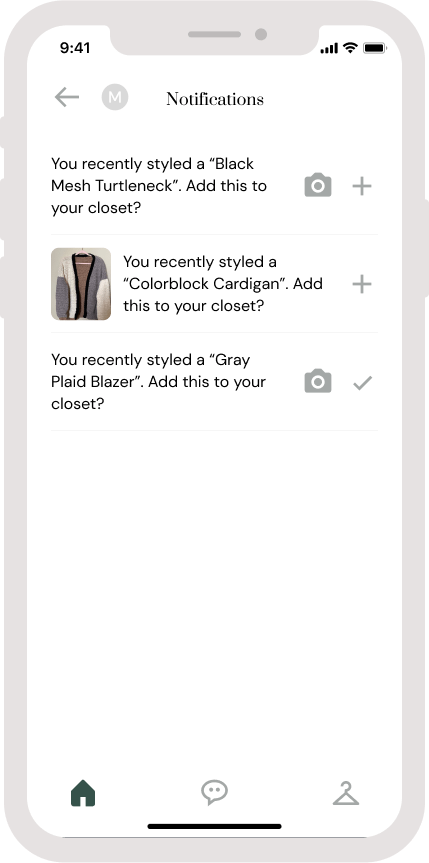 9:41
M
Notifications
You recently styled a “Black
Mesh Turtleneck”. Add this to
your closet?
You recently styled a
“Colorblock Cardigan”. Add
this to your closet?
You recently styled a “Gray
Plaid Blazer”. Add this to your
closet?